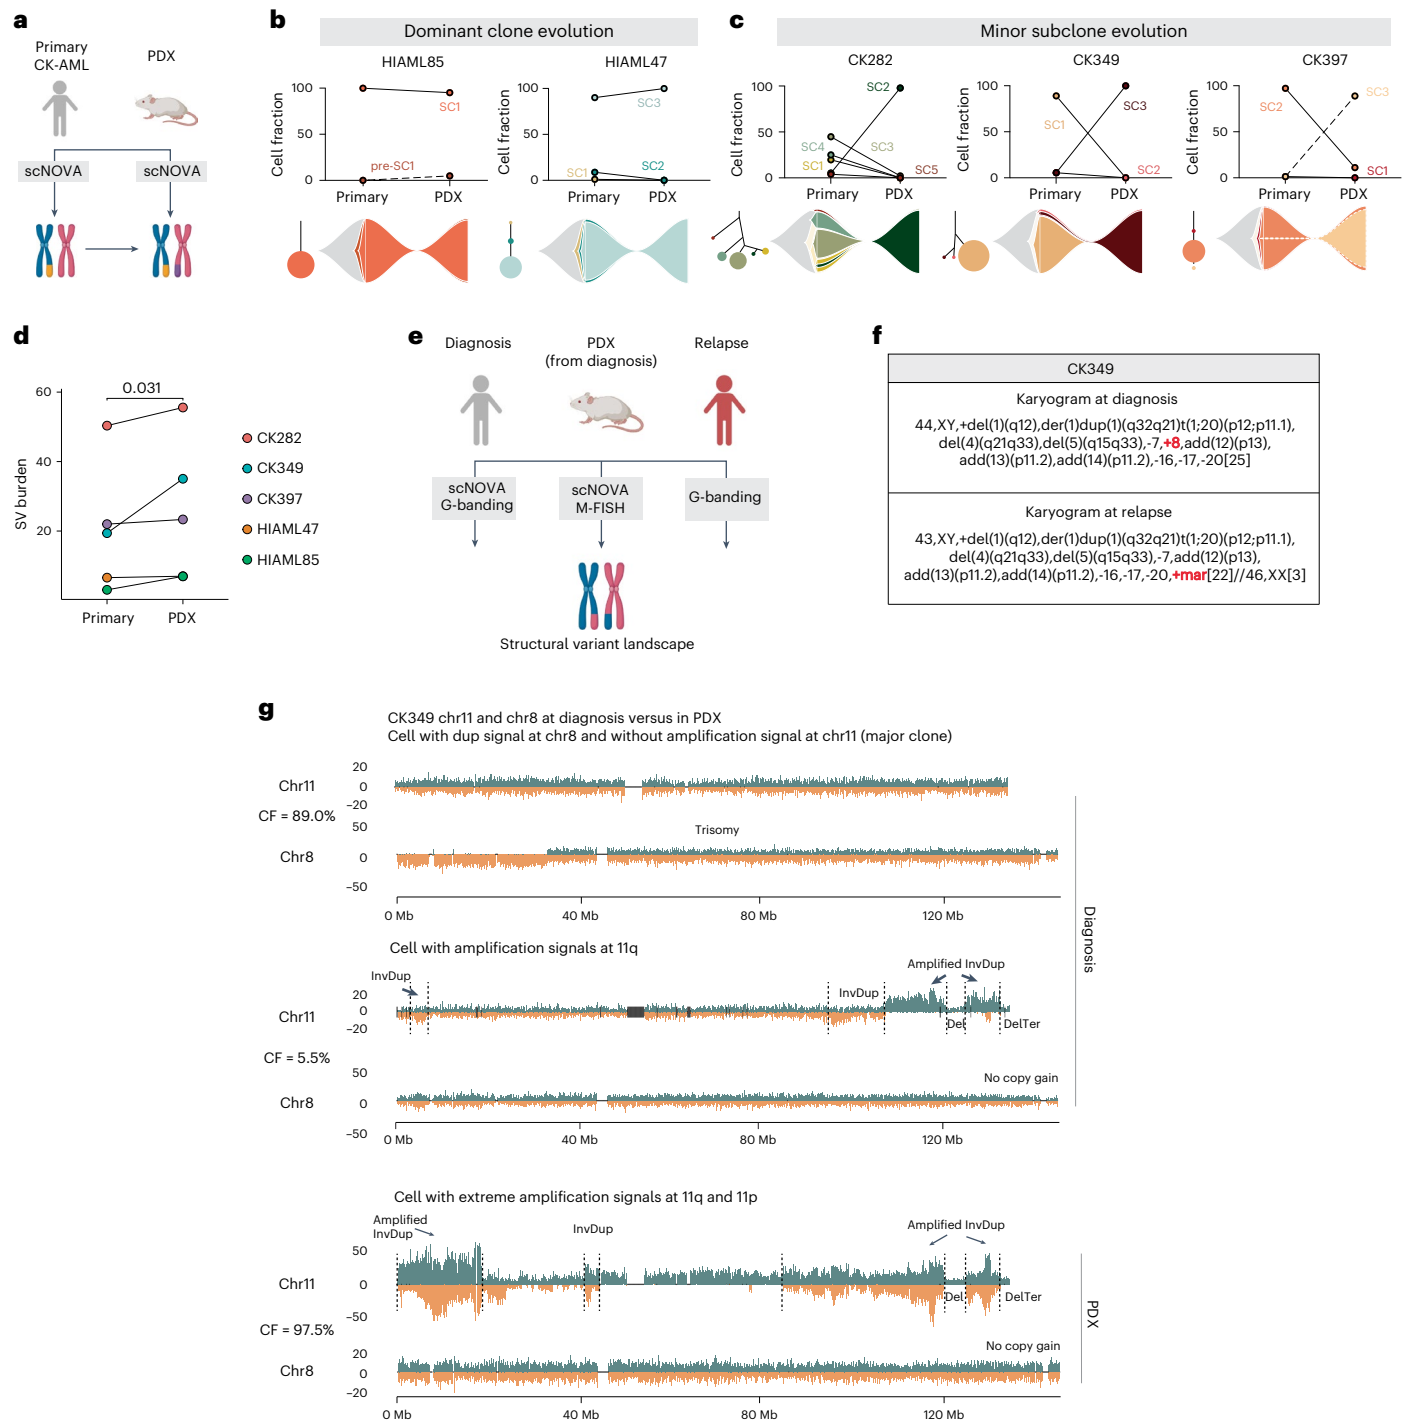 a
Primary
CK-AML
PDX
scNOVA
scNOVA
b
Dominant clone evolution
HIAML85
Cell fraction
100
50
0
SC1
pre-SC1
Primary
PDX
HIAML47
Cell fraction
100
50
0
SC3
SC1
SC2
Primary
PDX
c
Minor subclone evolution
CK282
Cell fraction
100
50
0
SC2
SC4
SC3
SC1
SC5
Primary
PDX
CK349
Cell fraction
100
50
0
SC1
SC3
SC2
Primary
PDX
CK397
Cell fraction
100
50
0
SC2
SC3
SC1
Primary
PDX
d
SV burden
60
40
20
0.031
Primary
PDX
CK282
CK349
CK397
HIAML47
HIAML85
e
Diagnosis
PDX
(from diagnosis)
Relapse
scNOVA
G-banding
scNOVA
M-FISH
G-banding
Structural variant landscape
f
CK349
Karyogram at diagnosis
44,XY,+del(1)(q12),der(1)dup(1)(q32q21)t(1;20)(p12;p11.1),
del(4)(q21q33),del(5)(q15q33),-7,+8,add(12)(p13),
add(13)(p11.2),add(14)(p11.2),-16,-17,-20[25]
Karyogram at relapse
43,XY,+del(1)(q12),der(1)dup(1)(q32q21)t(1;20)(p12;p11.1),
del(4)(q21q33),del(5)(q15q33),-7,add(12)(p13),
add(13)(p11.2),add(14)(p11.2),-16,-17,-20,+mar[22]//46,XX[3]
g
CK349 chr11 and chr8 at diagnosis versus in PDX
Cell with dup signal at chr8 and without amplification signal at chr11 (major clone)
Chr11
20
0
–20
CF = 89.0%
Chr8
50
0
–50
Trisomy
0 Mb
40 Mb
80 Mb
120 Mb
Cell with amplification signals at 11q
InvDup
InvDup
Amplified InvDup
Del
DelTer
Chr11
20
0
–20
CF = 5.5%
Chr8
50
0
–50
No copy gain
0 Mb
40 Mb
80 Mb
120 Mb
Diagnosis
Cell with extreme amplification signals at 11q and 11p
Amplified
InvDup
InvDup
Amplified InvDup
Del
DelTer
Chr11
50
0
–50
CF = 97.5%
Chr8
20
0
–20
No copy gain
0 Mb
40 Mb
80 Mb
120 Mb
PDX